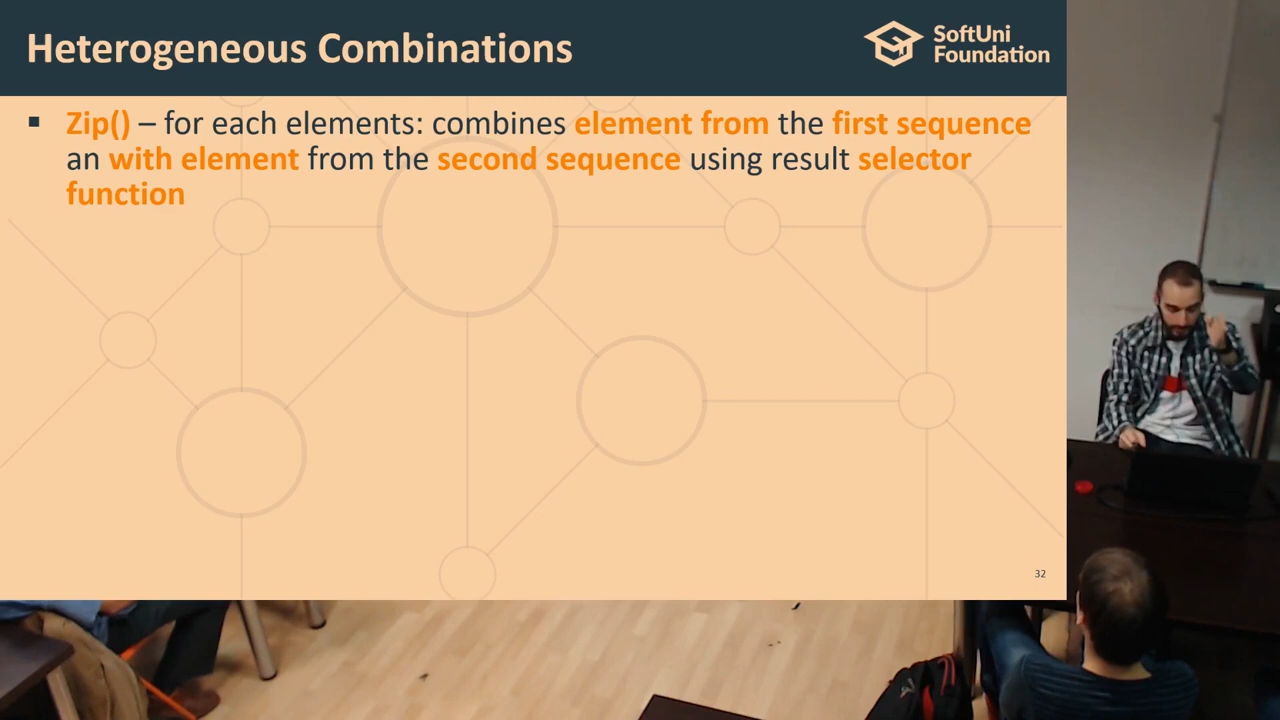 Heterogeneous Combinations
SoftUni
Foundation
▪ Zip() – for each elements: combines element from the first sequence
an with element from the second sequence using result selector
function
32